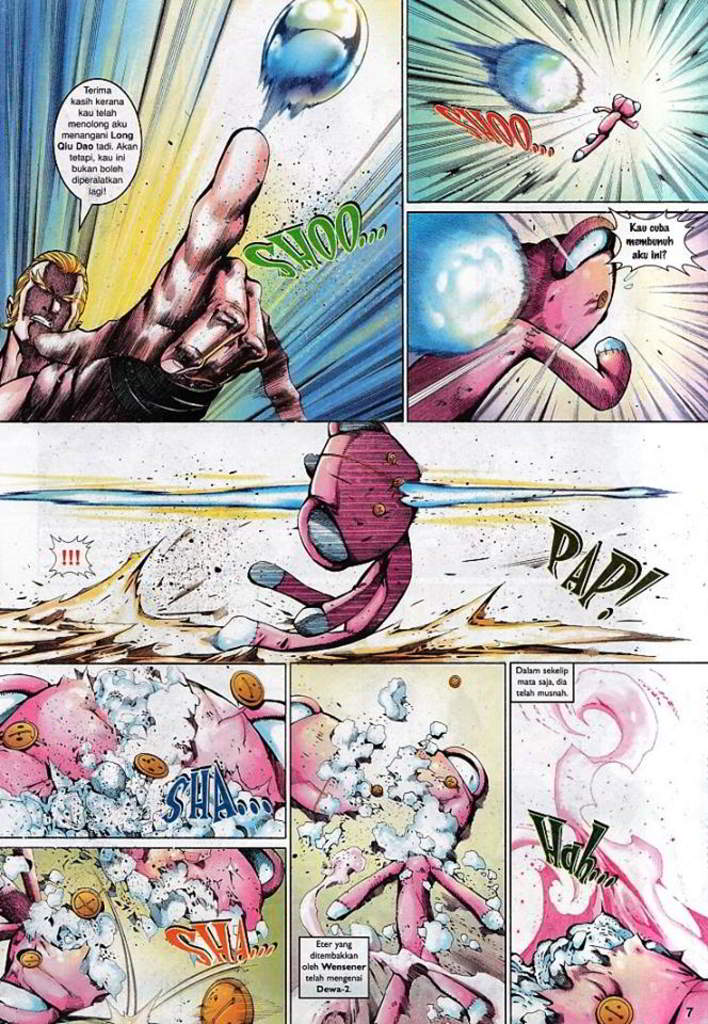 Terima
kasih kerana
kau telah
menolong aku
menangani Long
Qiu Dao tadi. Akan
tetapi, kau ini
bukan boleh
diperalatkan
lagi!
SHOO...
SHOO...
Kau cuba
membunuh
aku ini?
!!!
PAP!
SHA...
SHA...
Eter yang
ditembakkan
oleh Wensener
telah mengenai
Dewa-2.
Dalam sekelip
mata saja, dia
telah musnah.
Hah...
7